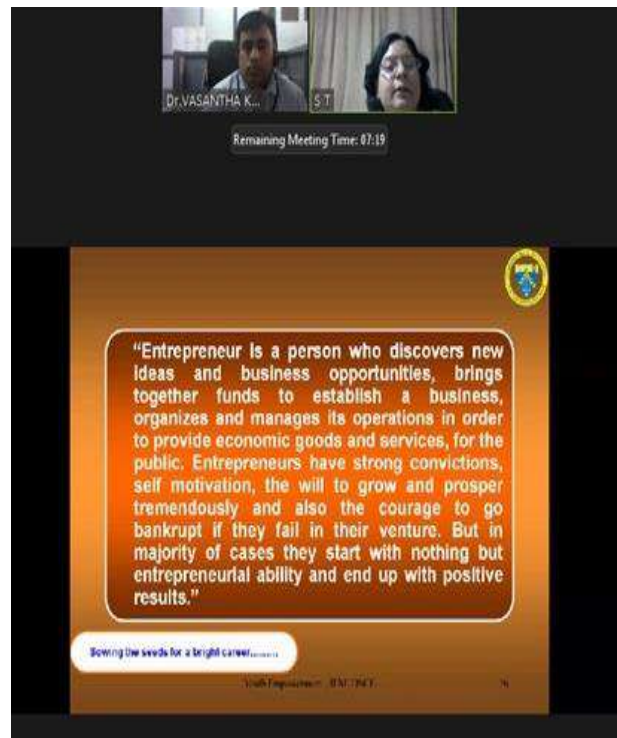 Dr.VASANTHA K...
S T
Remaining Meeting Time: 07:19
“Entrepreneur is a person who discovers new
ideas and business opportunities, brings
together funds to establish a business,
organizes and manages its operations in order
to provide economic goods and services, for the
public. Entrepreneurs have strong convictions,
self motivation, the will to grow and prosper
tremendously and also the courage to go
bankrupt if they fail in their venture. But in
majority of cases they start with nothing but
entrepreneurial ability and end up with positive
results.”
Sowing the seeds for a bright career.........
Youth Empowerment